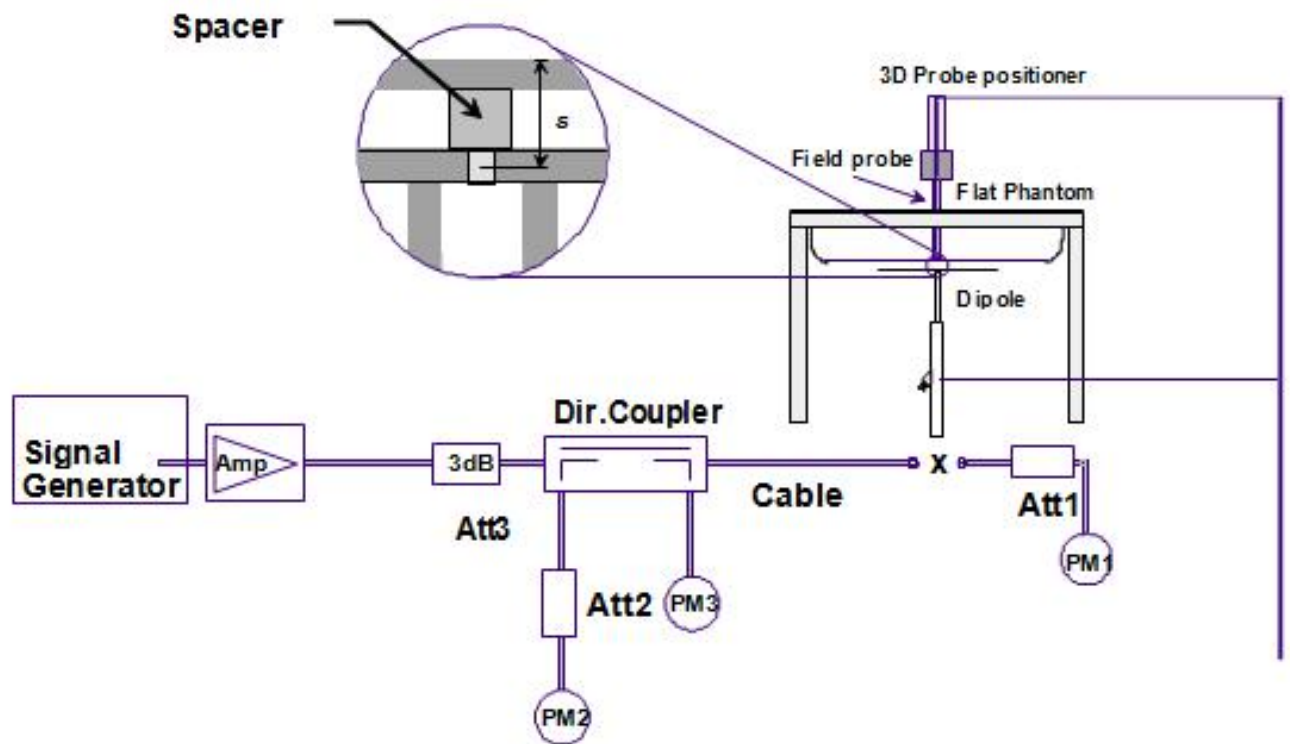 Spacer
s
3D Probe positioner
Field probe
Flat Phantom
Dipole
Signal
Generator
Amp
3dB
Att3
Dir.Coupler
Cable
x
Att1
PM1
Att2
PM3
PM2